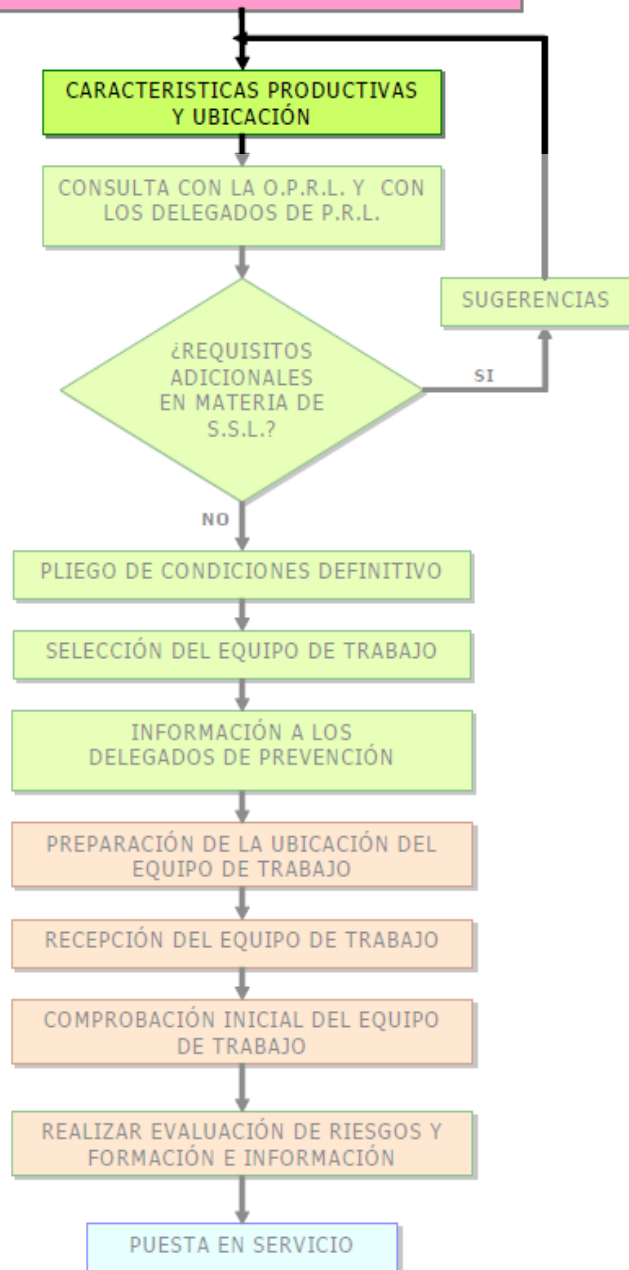 CARACTERISTICAS PRODUCTIVAS
Y UBICACIÓN
CONSULTA CON LA O.P.R.L. Y CON
LOS DELEGADOS DE P.R.L.
SUGERENCIAS
¿REQUISITOS
ADICIONALES
EN MATERIA DE
S.S.L.?
SI
NO
PLIEGO DE CONDICIONES DEFINITIVO
SELECCIÓN DEL EQUIPO DE TRABAJO
INFORMACIÓN A LOS
DELEGADOS DE PREVENCIÓN
PREPARACIÓN DE LA UBICACIÓN DEL
EQUIPO DE TRABAJO
RECEPCIÓN DEL EQUIPO DE TRABAJO
COMPROBACIÓN INICIAL DEL EQUIPO
DE TRABAJO
REALIZAR EVALUACIÓN DE RIESGOS Y
FORMACIÓN E INFORMACIÓN
PUESTA EN SERVICIO